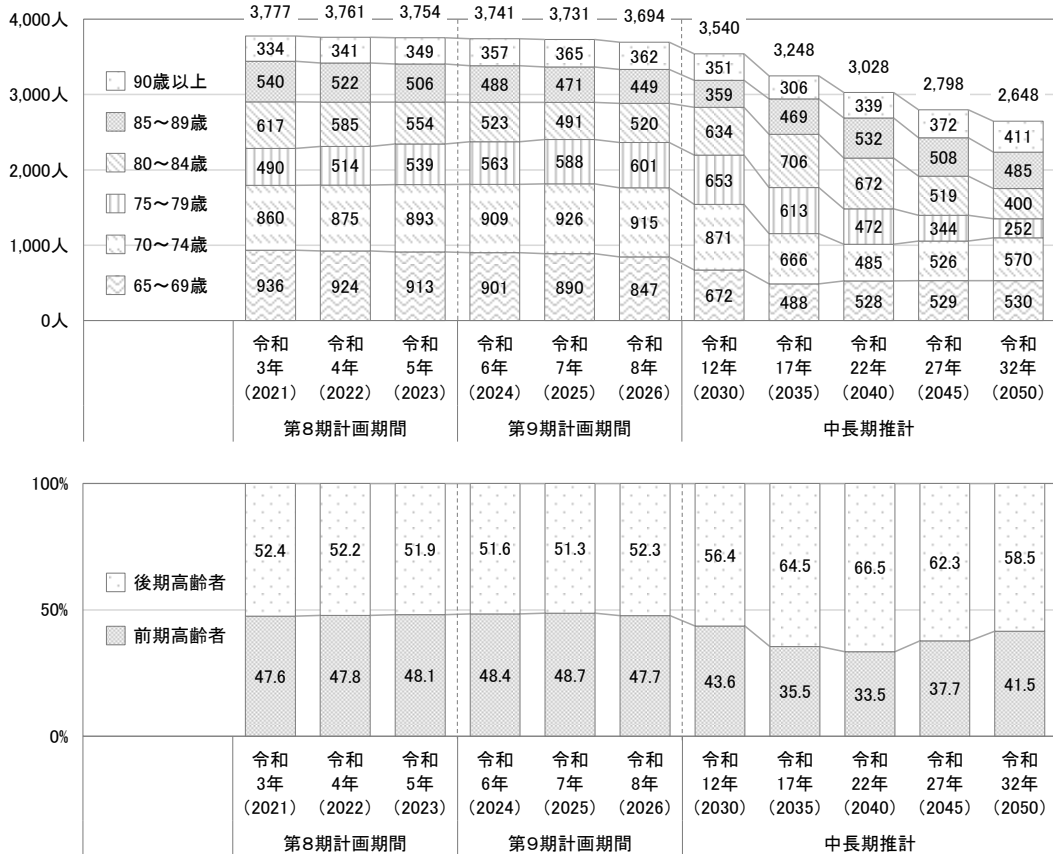 4,000人
3,777 3,761 3,754 3,741 3,731 3,694 3,540 3,248 3,028 2,798 2,648
334 341 349 357 365 362 351 306 339 372 411
90歳以上
540 522 506 488 471 449 359 469 532 508 485
3,000人
85～89歳
617 585 554 523 491 520 634 706 672 519 400
80～84歳
2,000人
490 514 539 563 588 601 653 613 472 344 252
75～79歳
860 875 893 909 926 915 871 666 485 526 570
70～74歳
1,000人
65～69歳
936 924 913 901 890 847 672 488 528 529 530
0人
令和 令和 令和 令和 令和 令和 令和 令和 令和 令和 令和
3年 4年 5年 6年 7年 8年 12年 17年 22年 27年 32年
（2021） （2022） （2023） （2024） （2025） （2026） （2030） （2035） （2040） （2045） （2050）
第8期計画期間 第9期計画期間 中長期推計
100%
52.4 52.2 51.9 51.6 51.3 52.3 56.4 64.5 66.5 62.3 58.5
後期高齢者
50%
前期高齢者
47.6 47.8 48.1 48.4 48.7 47.7 43.6 35.5 33.5 37.7 41.5
0%
令和 令和 令和 令和 令和 令和 令和 令和 令和 令和 令和
3年 4年 5年 6年 7年 8年 12年 17年 22年 27年 32年
（2021） （2022） （2023） （2024） （2025） （2026） （2030） （2035） （2040） （2045） （2050）
第8期計画期間 第9期計画期間 中長期推計